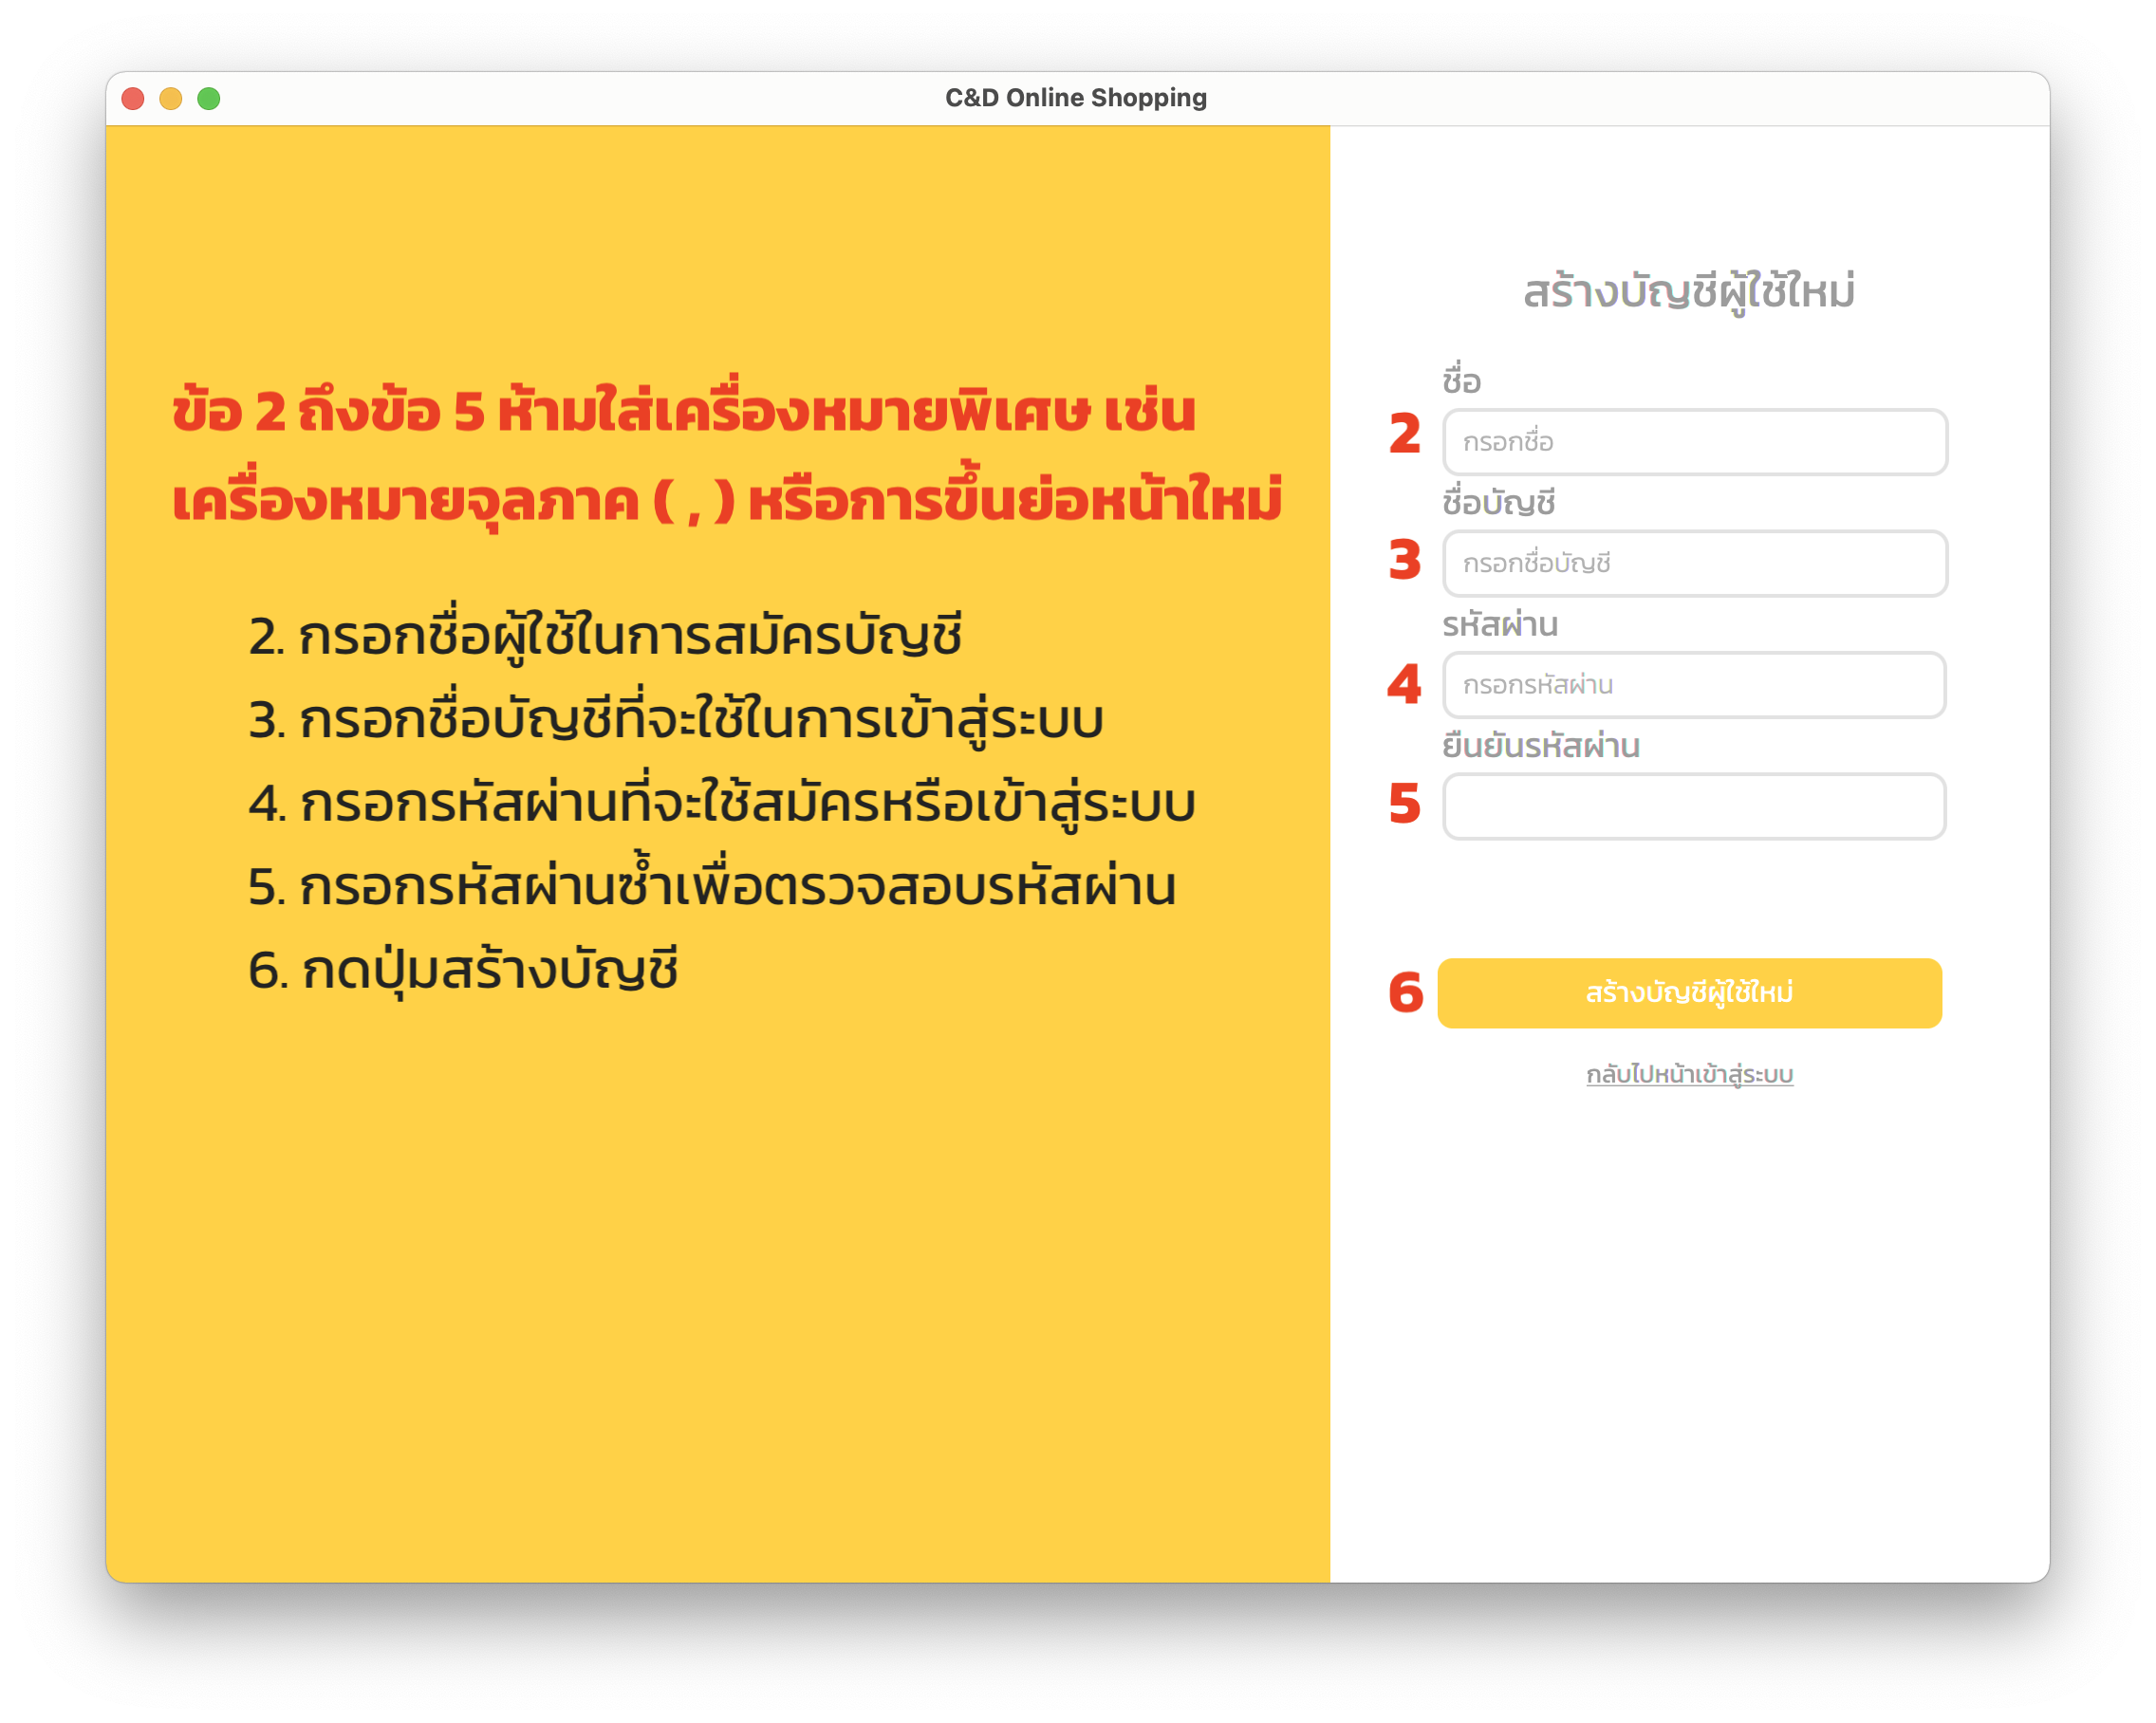 C&D Online Shopping
ข้อ 2 ถึงข้อ 5 ห้ามใส่เครื่องหมายพิเศษ เช่น
เครื่องหมายจุลภาค ( , ) หรือการขึ้นย่อหน้าใหม่
2. กรอกชื่อผู้ใช้ในการสมัครบัญชี
3. กรอกชื่อบัญชีที่จะใช้ในการเข้าสู่ระบบ
4. กรอกรหัสผ่านที่จะใช้สมัครหรือเข้าสู่ระบบ
5. กรอกรหัสผ่านซ้ำเพื่อตรวจสอบรหัสผ่าน
6. กดปุ่มสร้างบัญชี
สร้างบัญชีผู้ใช้ใหม่
ชื่อ
2 กรอกชื่อ
ชื่อบัญชี
3 กรอกชื่อบัญชี
รหัสผ่าน
4 กรอกรหัสผ่าน
ยืนยันรหัสผ่าน
5
6 สร้างบัญชีผู้ใช้ใหม่
กลับไปหน้าเข้าสู่ระบบ